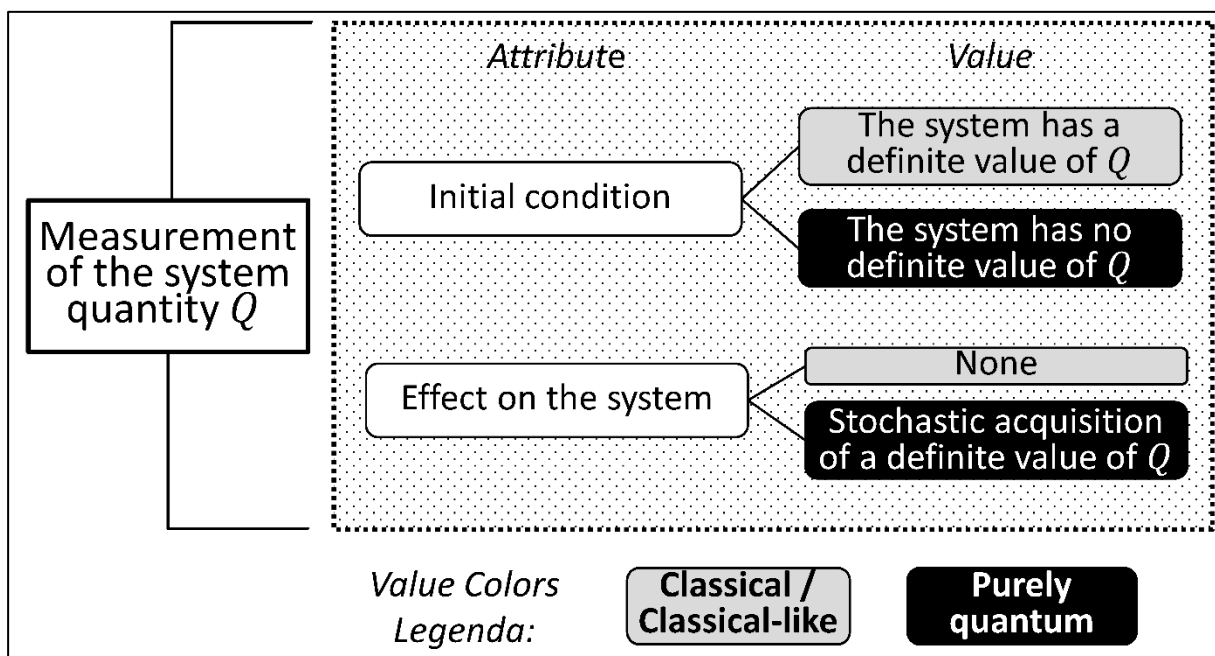 Attribute
Value
Measurement
of the system
quantity Q
Initial condition
The system has a
definite value of Q
The system has no
definite value of Q
Effect on the system
None
Stochastic acquisition
of a definite value of Q
Value Colors
Legenda:
Classical /
Classical-like
Purely
quantum